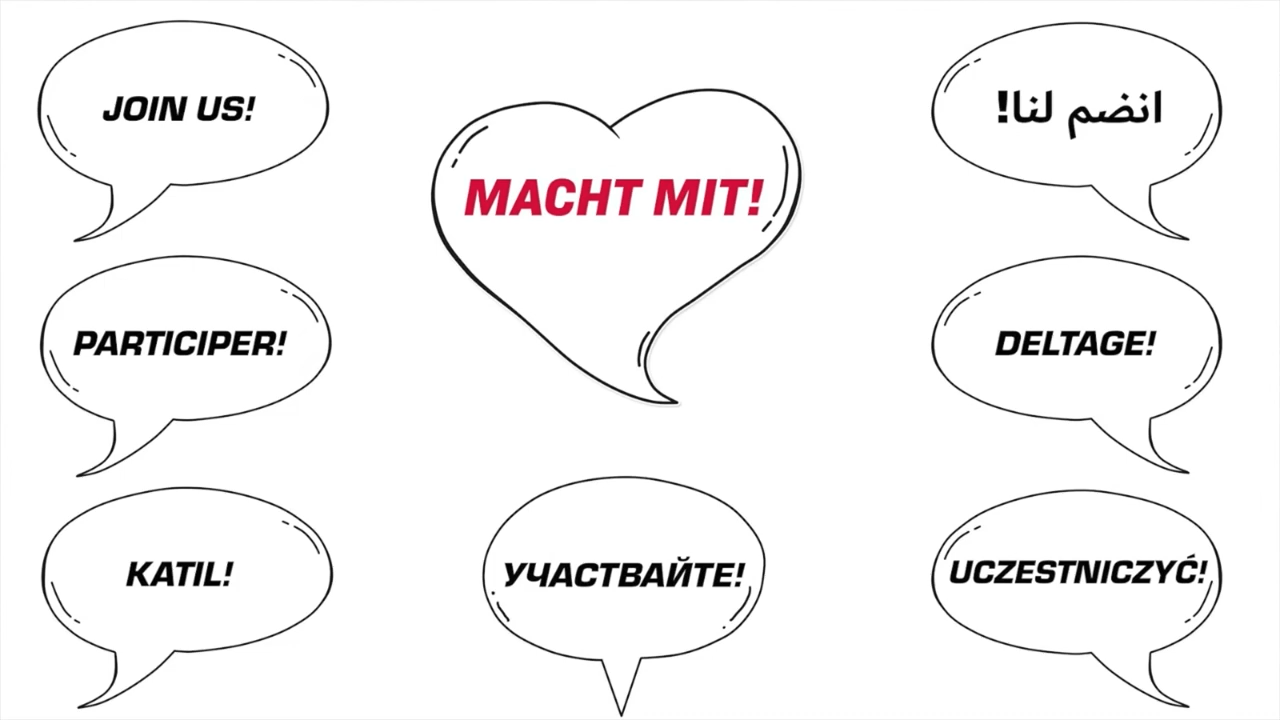 JOIN US!
MACHT MIT!
انضم لنا!
PARTICIPER!
DELTAGE!
KATIL!
УЧАСТВАЙТЕ!
UCZESTNICZYĆ!